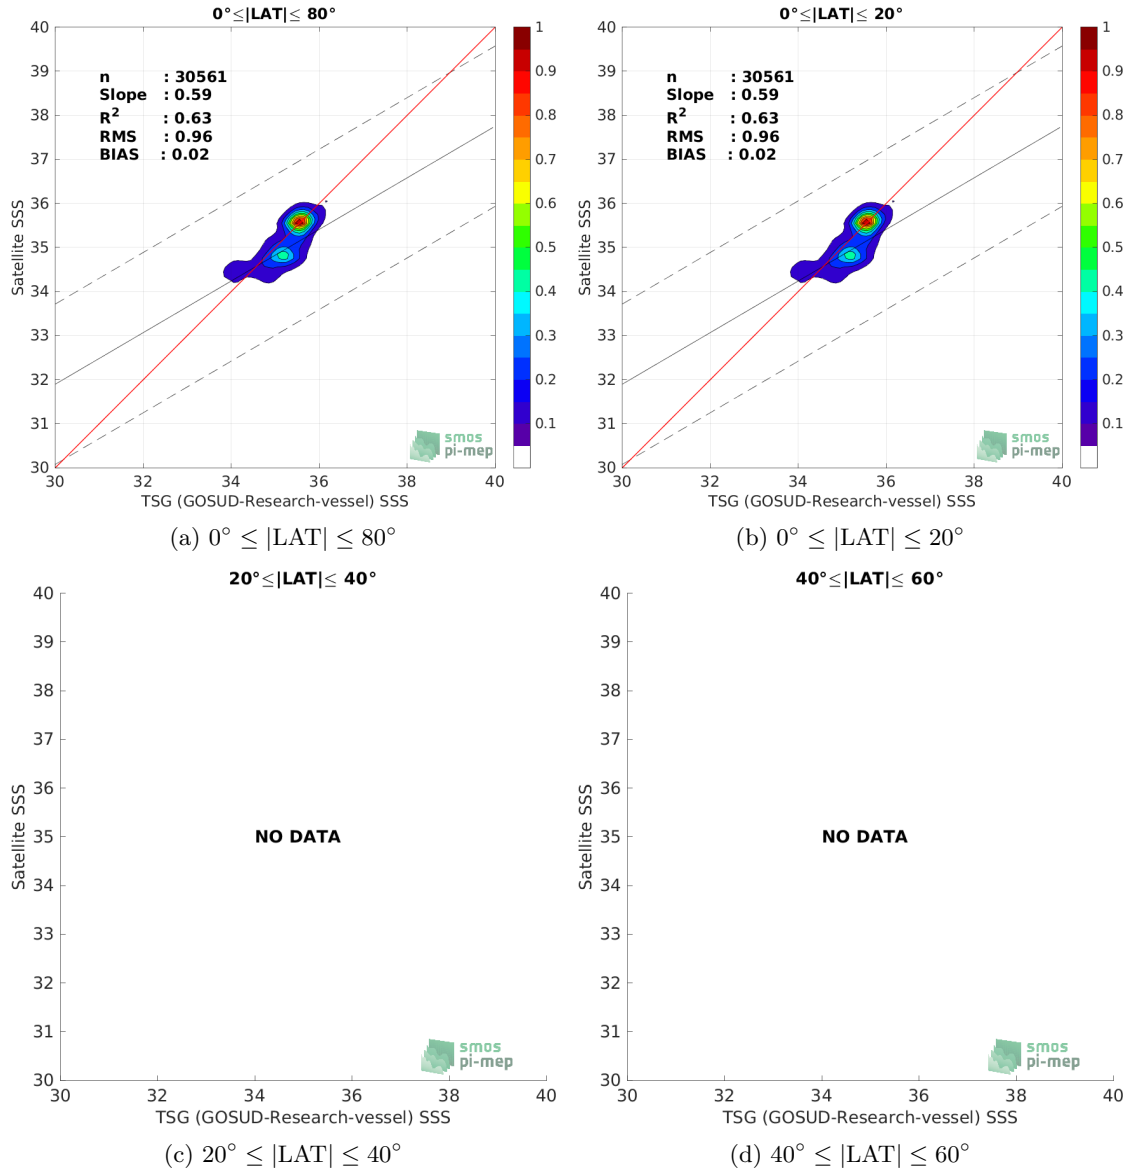 0°≤|LAT|≤ 80°
40
39
38
37
36
35
34
33
32
31
30
Satellite SSS
n : 30561
Slope : 0.59
R² : 0.63
RMS : 0.96
BIAS : 0.02
smos
pi-mep
30 32 34 36 38 40
TSG (GOSUD-Research-vessel) SSS
1
0.9
0.8
0.7
0.6
0.5
0.4
0.3
0.2
0.1
(a) 0° ≤ |LAT| ≤ 80°
0°≤|LAT|≤ 20°
40
39
38
37
36
35
34
33
32
31
30
Satellite SSS
n : 30561
Slope : 0.59
R² : 0.63
RMS : 0.96
BIAS : 0.02
smos
pi-mep
30 32 34 36 38 40
TSG (GOSUD-Research-vessel) SSS
1
0.9
0.8
0.7
0.6
0.5
0.4
0.3
0.2
0.1
(b) 0° ≤ |LAT| ≤ 20°
20°≤|LAT|≤ 40°
40
39
38
37
36
35
34
33
32
31
30
Satellite SSS
NO DATA
smos
pi-mep
30 32 34 36 38 40
TSG (GOSUD-Research-vessel) SSS
(c) 20° ≤ |LAT| ≤ 40°
40°≤|LAT|≤ 60°
40
39
38
37
36
35
34
33
32
31
30
Satellite SSS
NO DATA
smos
pi-mep
30 32 34 36 38 40
TSG (GOSUD-Research-vessel) SSS
(d) 40° ≤ |LAT| ≤ 60°